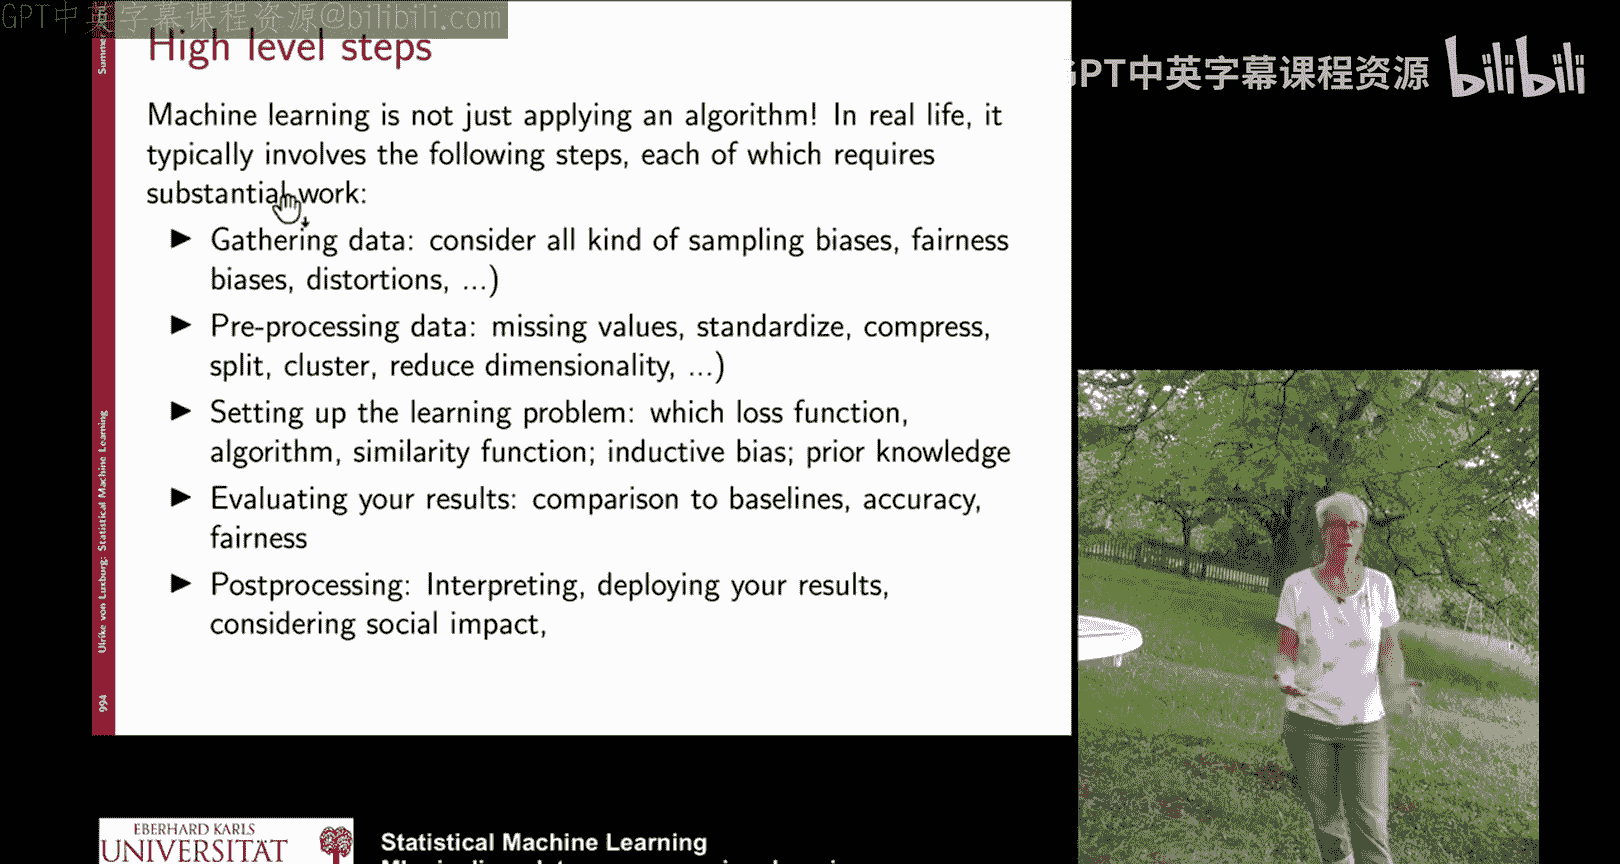 GPT中英字幕课程资源@bilibili.com
GPT中英字幕课程资源 bilibili
High level steps
Machine learning is not just applying an algorithm! In real life, it
typically involves the following steps, each of which requires
substantial work:
▶ Gathering data: consider all kind of sampling biases, fairness
biases, distortions, ...)
▶ Pre-processing data: missing values, standardize, compress,
split, cluster, reduce dimensionality, ...)
▶ Setting up the learning problem: which loss function,
algorithm, similarity function; inductive bias; prior knowledge
▶ Evaluating your results: comparison to baselines, accuracy,
fairness
▶ Postprocessing: Interpreting, deploying your results,
considering social impact,
Ulrike von Luxburg: Statistical Machine Learning
994
EBERHARD KARLS
UNIVERSITÄT
Statistical Machine Learning